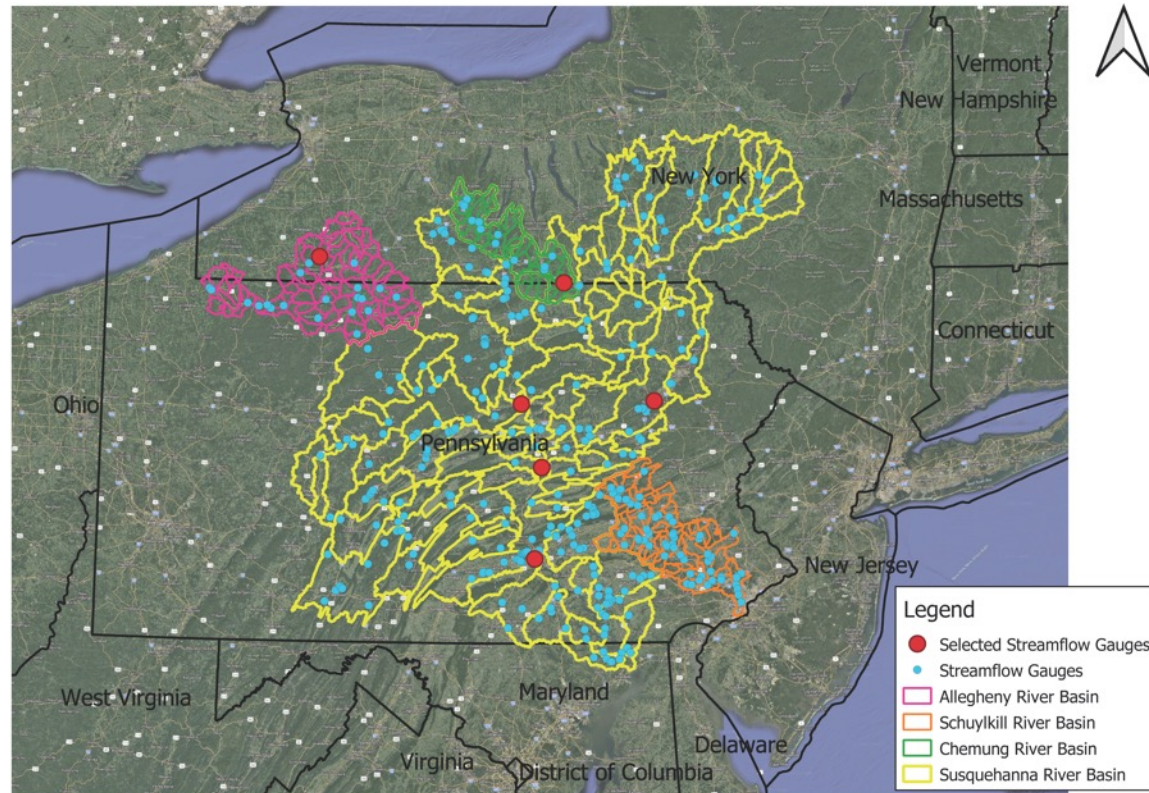 Vermont
New Hampshire
New York
Massachusetts
Connecticut
Ohio
Pennsylvania
New Jersey
West Virginia
Maryland
Virginia
Delaware
District of Columbia
Legend
Selected Streamflow Gauges
Streamflow Gauges
Allegheny River Basin
Schuylkill River Basin
Chemung River Basin
Susquehanna River Basin